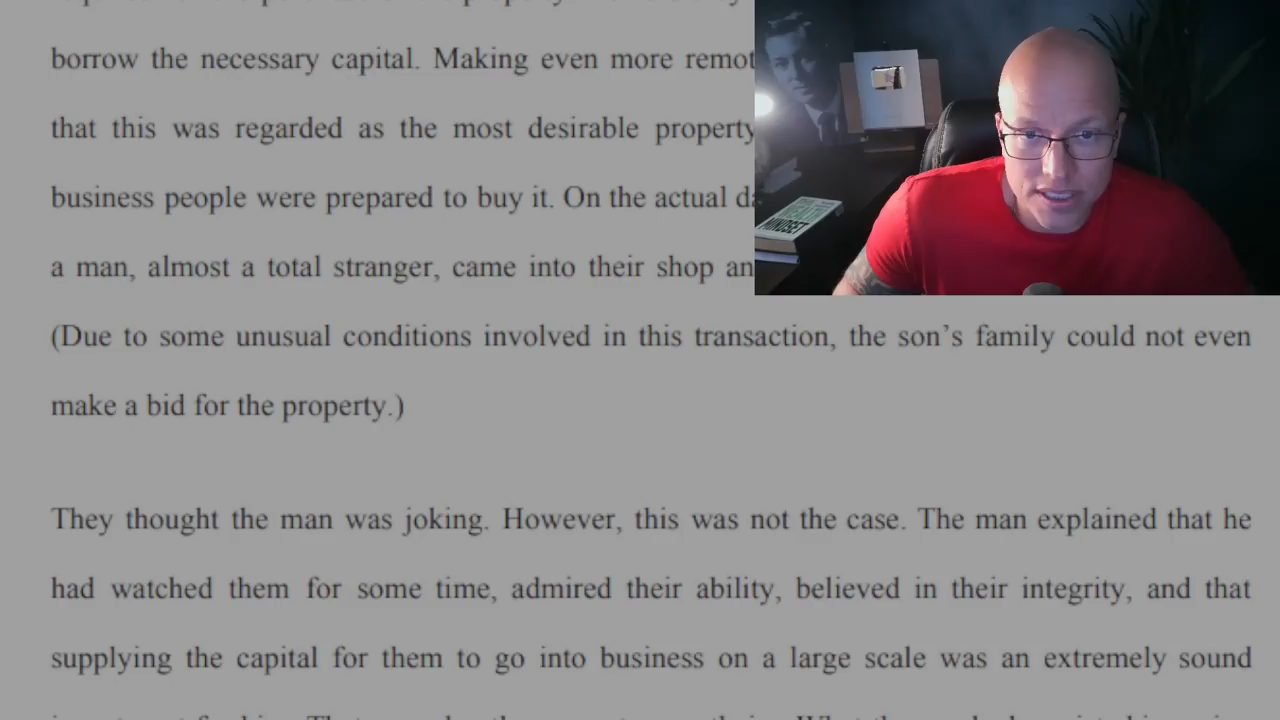 borrow the necessary capital. Making even more
that this was regarded as the most desirable property
business people were prepared to buy it. On the actual
a man, almost a total stranger, came into their shop
(Due to some unusual conditions involved in this transaction, the son’s family could not even
make a bid for the property.)
They thought the man was joking. However, this was not the case. The man explained that he
had watched them for some time, admired their ability, believed in their integrity, and that
supplying the capital for them to go into business on a large scale was an extremely sound
MINDSET